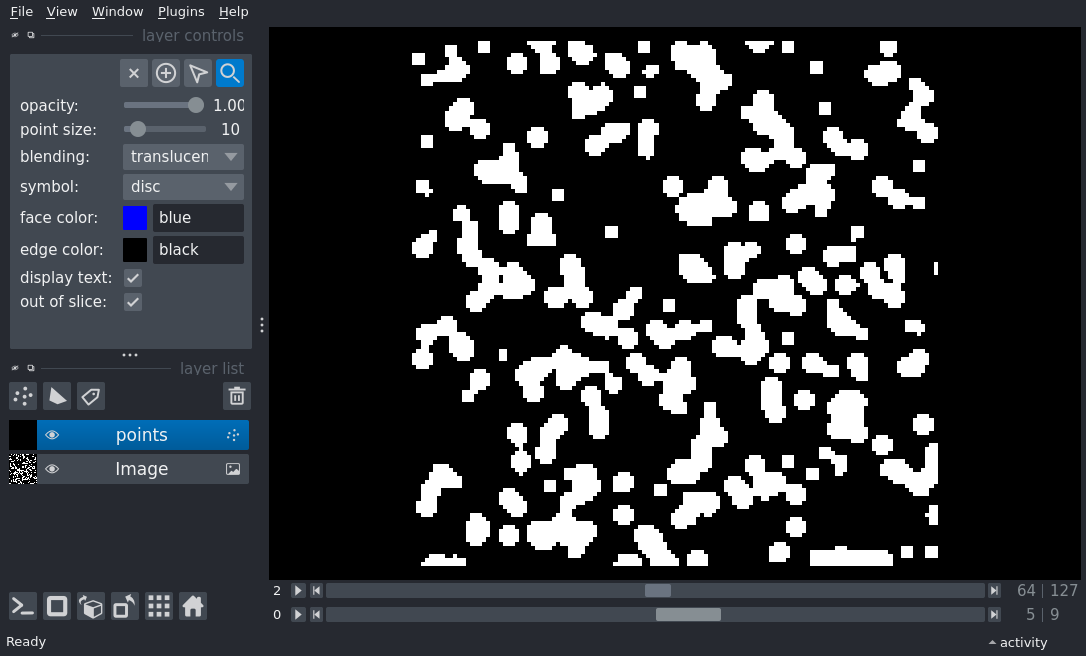 File View Window Plugins Help
layer controls
opacity: 1.00
point size: 10
blending: translucen
symbol: disc
face color: blue
edge color: black
display text:
out of slice:
layer list
points
Image
2 64 | 127
0 5 | 9
Ready activity